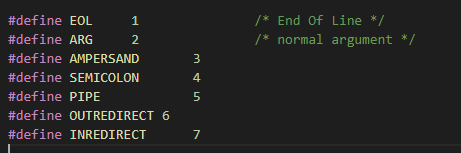 #define EOL 1 /* End Of Line */
#define ARG 2 /* normal argument */
#define AMPERSAND 3
#define SEMICOLON 4
#define PIPE 5
#define OUTREDIRECT 6
#define INREDIRECT 7